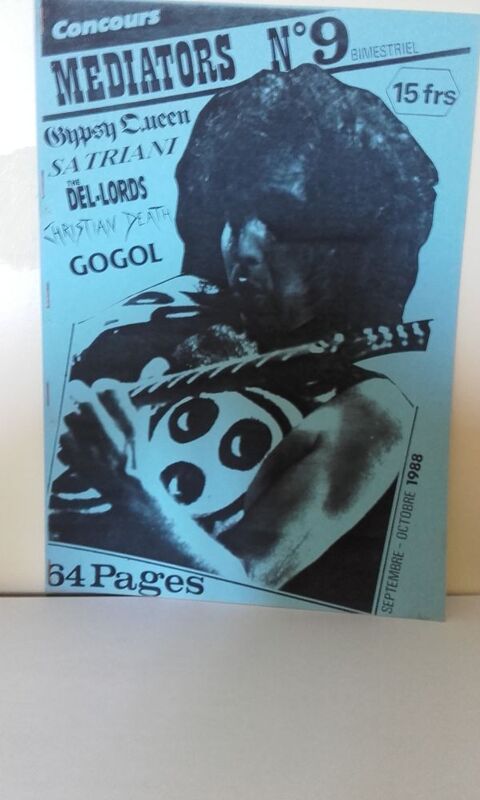 Concours
MEDIATORS N°9
BIMESTRIEL
15 frs
Gypsy Queen
SATRIANI
THE
DEL-LORDS
CHRISTIAN DEATH
GOGOL
64 Pages
SEPTEMBRE - OCTOBRE 1988